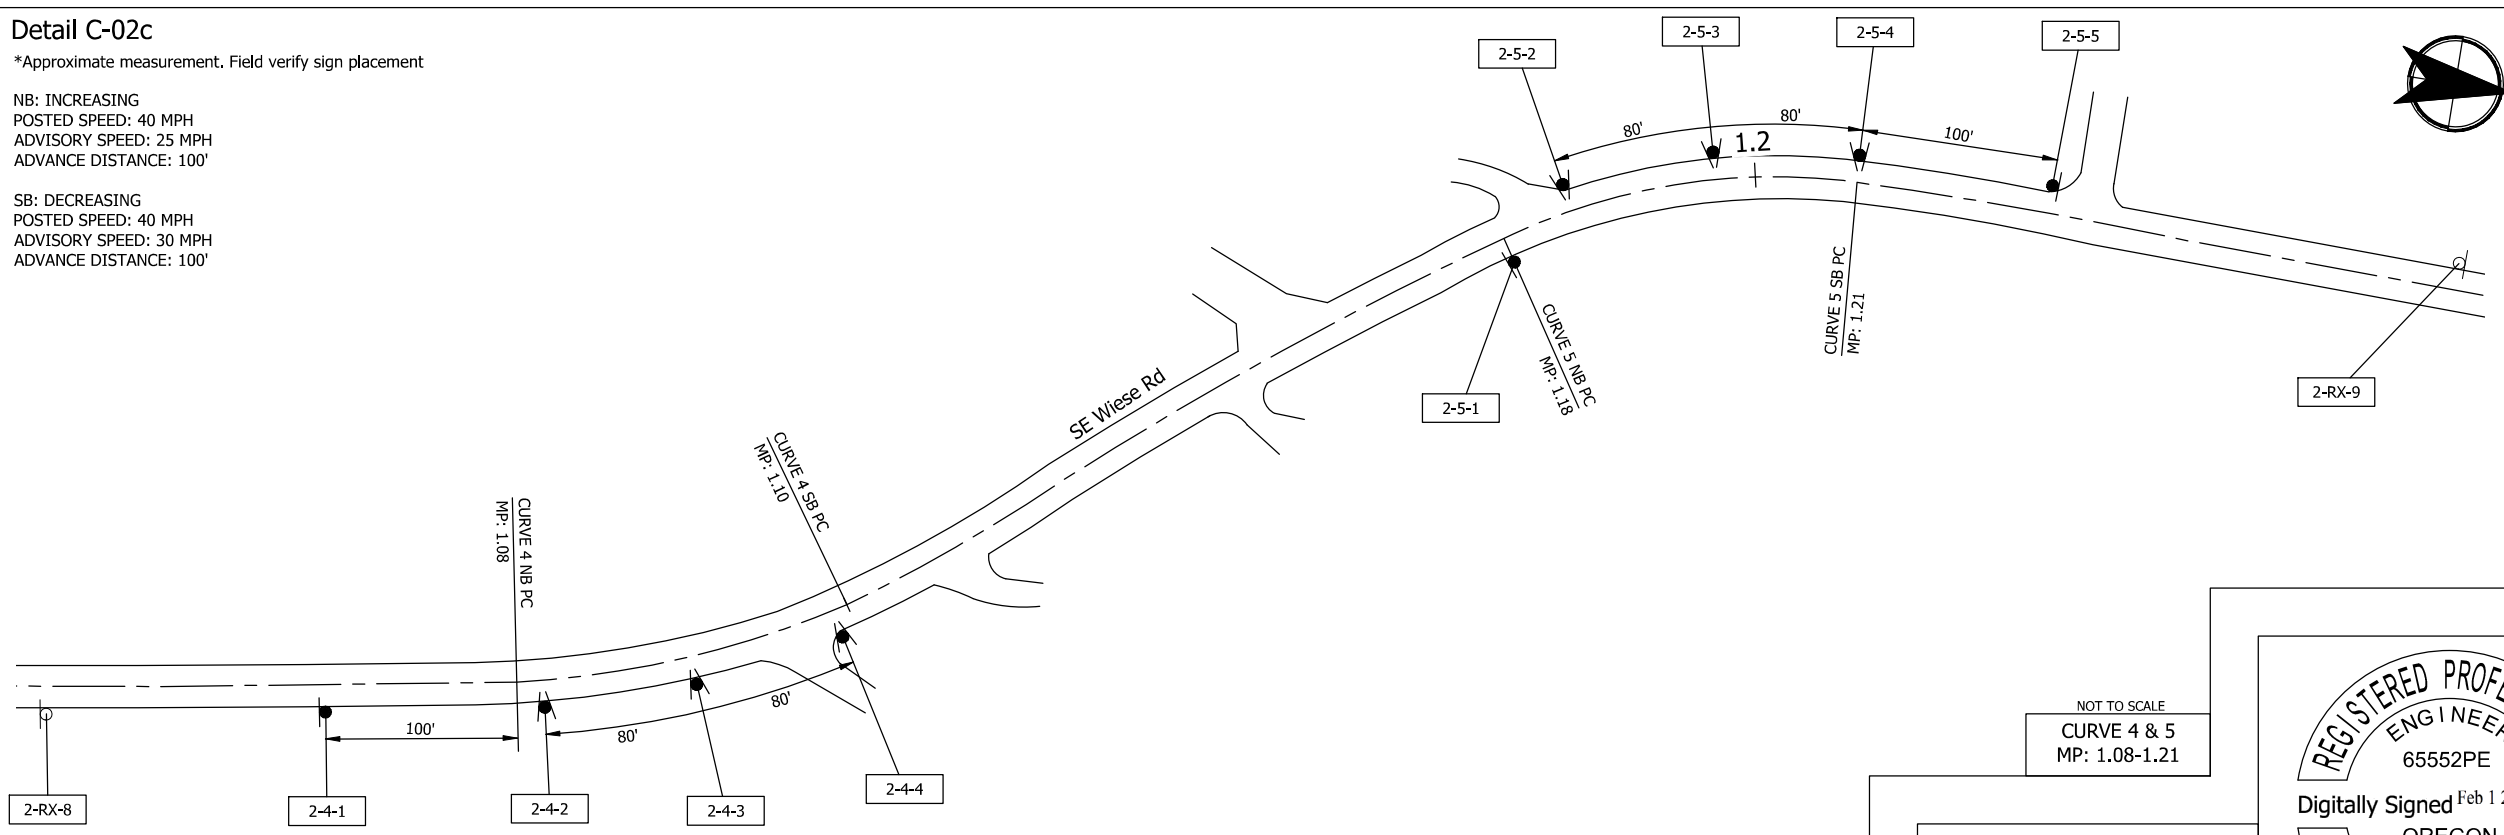 Detail C-02c
*Approximate measurement. Field verify sign placement
NB: INCREASING
POSTED SPEED: 40 MPH
ADVISORY SPEED: 25 MPH
ADVANCE DISTANCE: 100'
SB: DECREASING
POSTED SPEED: 40 MPH
ADVISORY SPEED: 30 MPH
ADVANCE DISTANCE: 100'
2-5-2
2-5-3
2-5-4
2-5-5
80'
80'
100'
1.2
CURVE 5 SB PC
MP: 1.21
CURVE 5 NB PC
MP: 1.18
2-5-1
2-RX-9
SE Wiese Rd
CURVE 4 SB PC
MP: 1.10
CURVE 4 NB PC
MP: 1.08
100'
80'
80'
2-RX-8
2-4-1
2-4-2
2-4-3
2-4-4
NOT TO SCALE
CURVE 4 & 5
MP: 1.08-1.21
REGISTERED
65552PE
Digitally Signed Feb 1